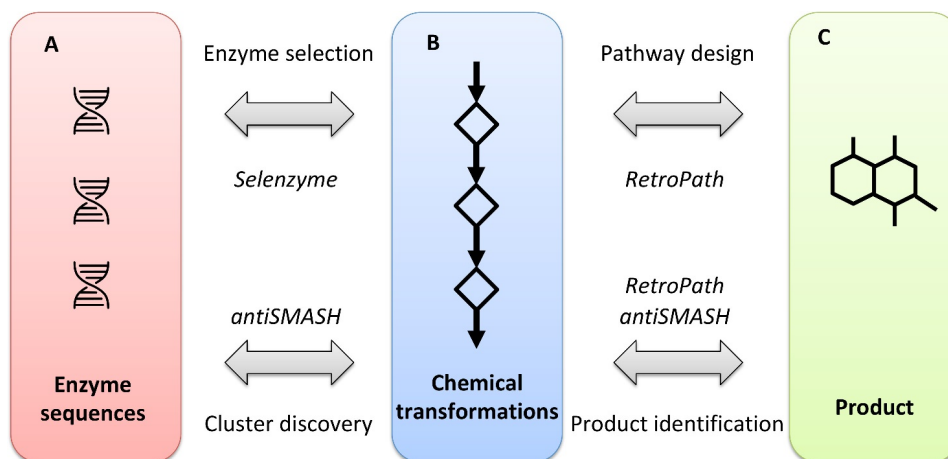 A
Enzyme selection
B
Pathway design
C
Selenzyme
RetroPath
antiSMASH
RetroPath
antiSMASH
Enzyme
sequences
Chemical
transformations
Product
Cluster discovery
Product identification